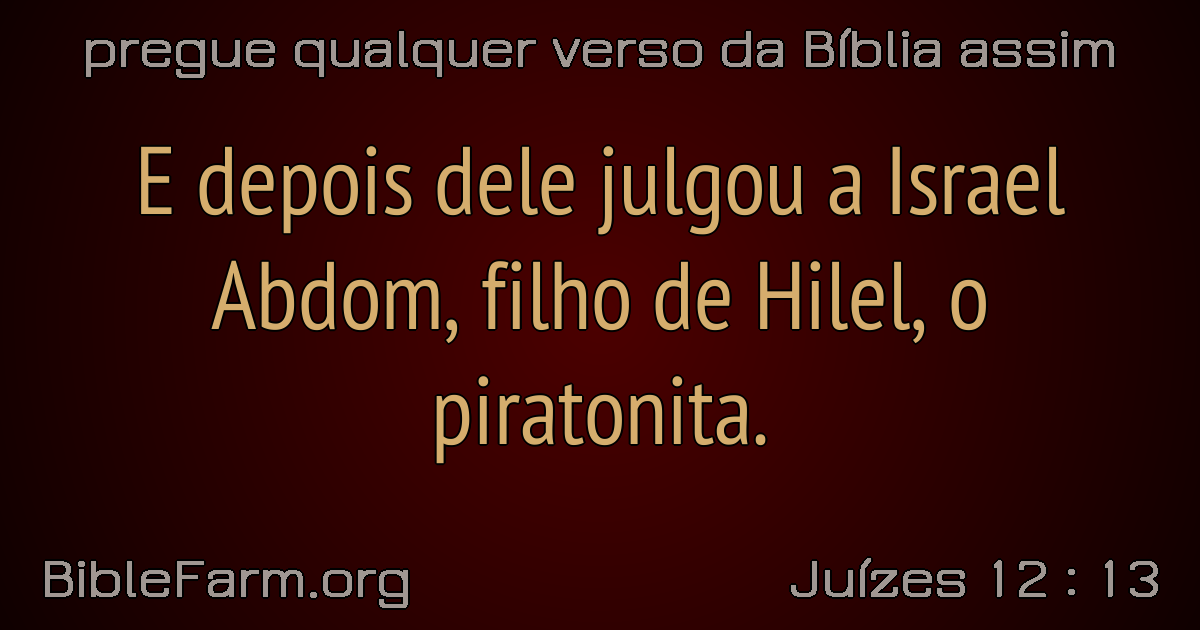 pregue qualquer verso da Bíblia assim
E depois dele julgou a Israel
Abdom, filho de Hilel, o
piratonita.
BibleFarm.org
Juízes 12 : 13